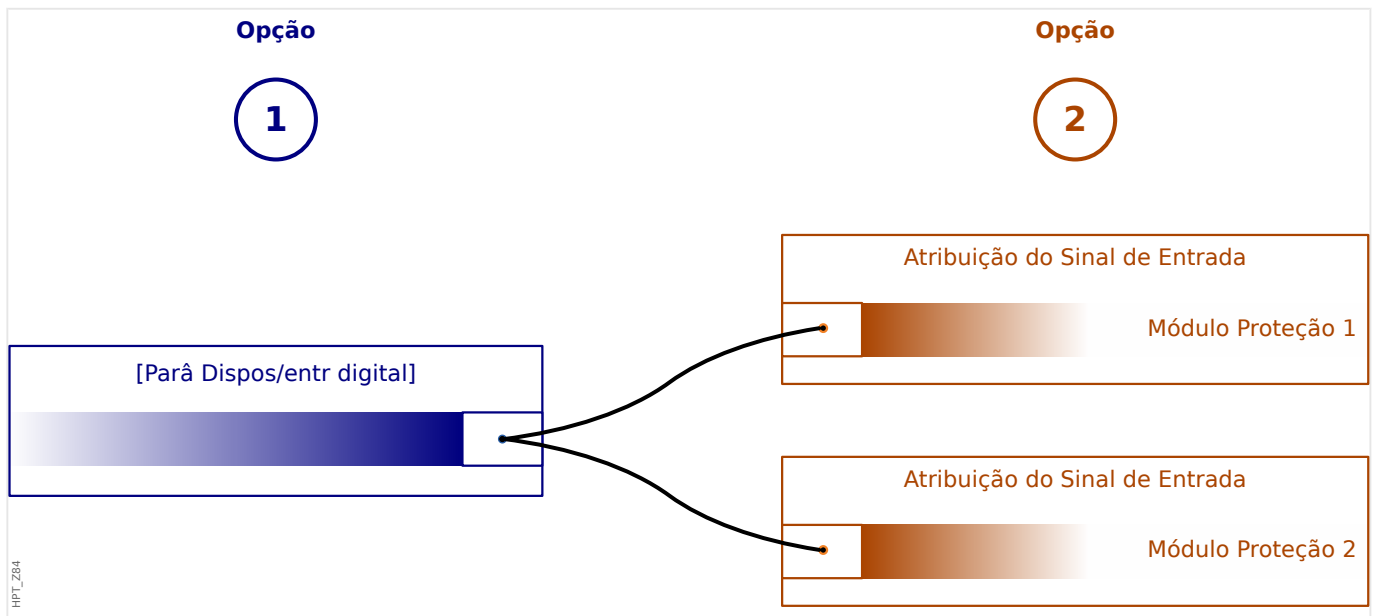 Opção
1
Opção
2
[Parâ Dispos/entr digital]
Atribuição do Sinal de Entrada
Módulo Proteção 1
Atribuição do Sinal de Entrada
Módulo Proteção 2
HPT_Z84